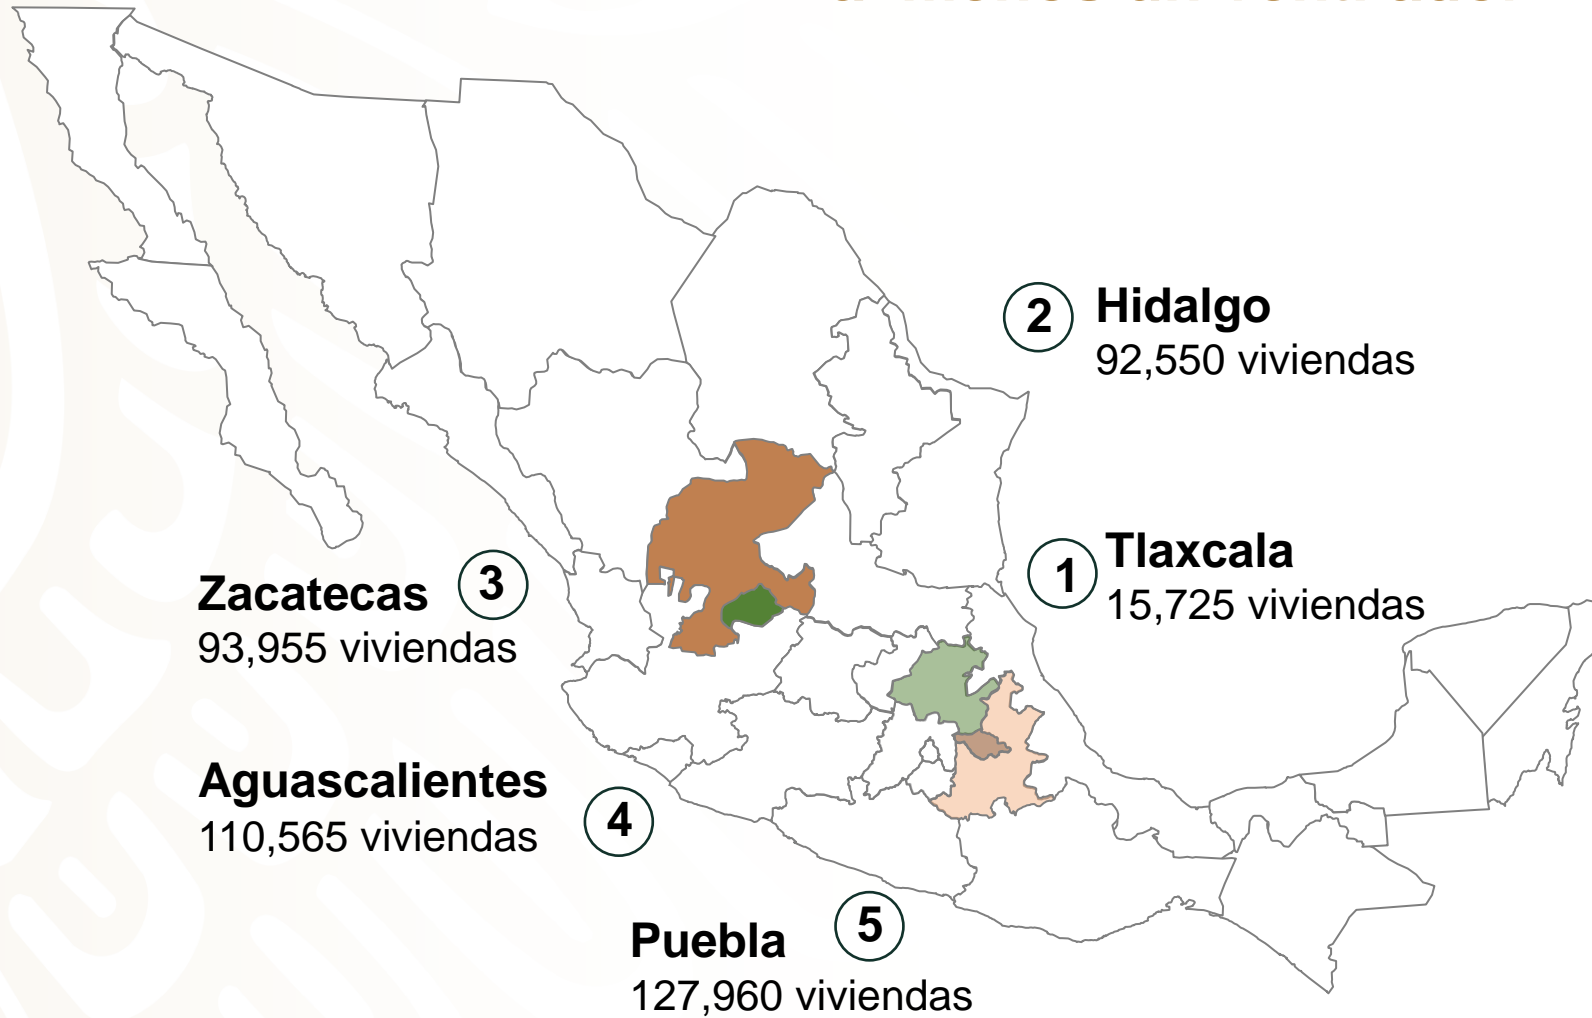 2 Hidalgo
92,550 viviendas
1 Tlaxcala
15,725 viviendas
Zacatecas 3
93,955 viviendas
Aguascalientes
110,565 viviendas
4
5
Puebla
127,960 viviendas